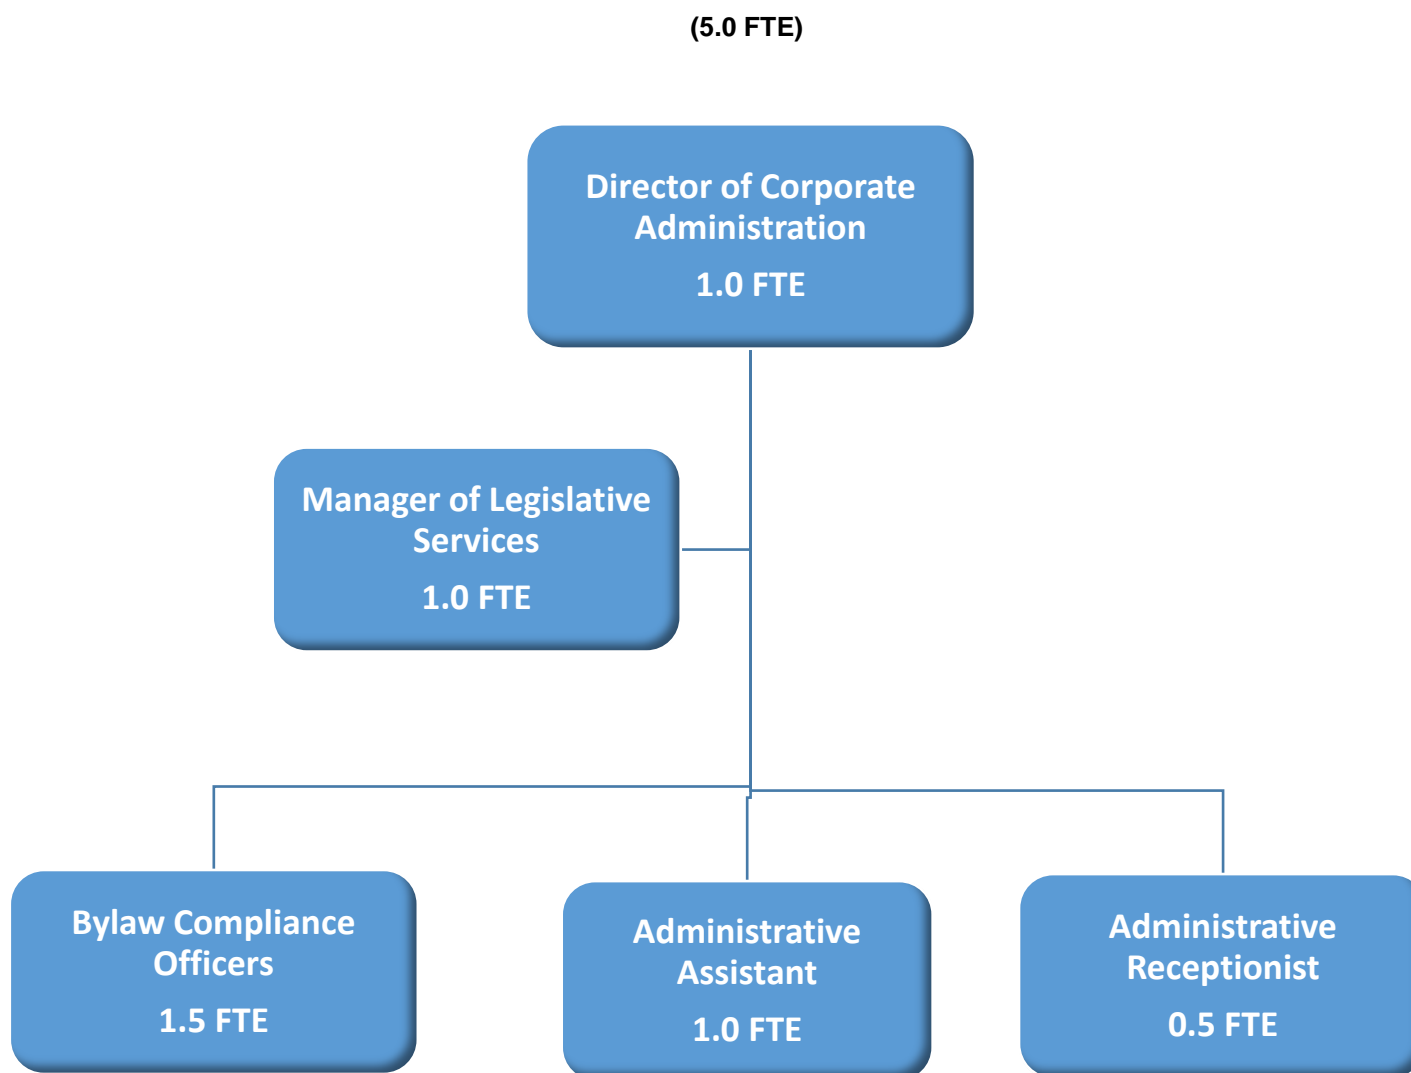 (5.0 FTE)
Director of Corporate
Administration
1.0 FTE
Manager of Legislative
Services
1.0 FTE
Bylaw Compliance
Officers
1.5 FTE
Administrative
Assistant
1.0 FTE
Administrative
Receptionist
0.5 FTE